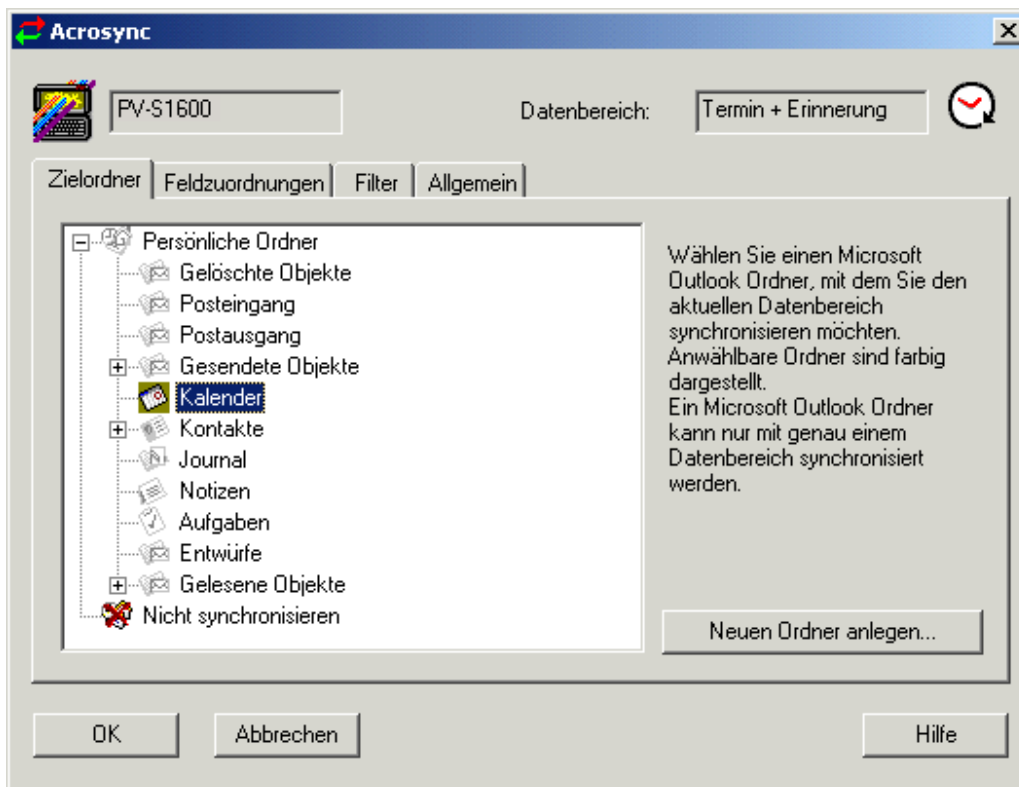 Acrosync
PV-S1600
Datenbereich:
Termin + Erinnerung
Zielordner
Feldzuordnungen
Filter
Allgemein
Persönliche Ordner
Gelöschte Objekte
Posteingang
Postausgang
Gesendete Objekte
Kalender
Kontakte
Journal
Notizen
Aufgaben
Entwürfe
Gelesene Objekte
Nicht synchronisieren
Wählen Sie einen Microsoft
Outlook Ordner, mit dem Sie den
aktuellen Datenbereich
synchronisieren möchten.
Anwählbare Ordner sind farbig
dargestellt.
Ein Microsoft Outlook Ordner
kann nur mit genau einem
Datenbereich synchronisiert
werden.
Neuen Ordner anlegen...
OK
Abbrechen
Hilfe